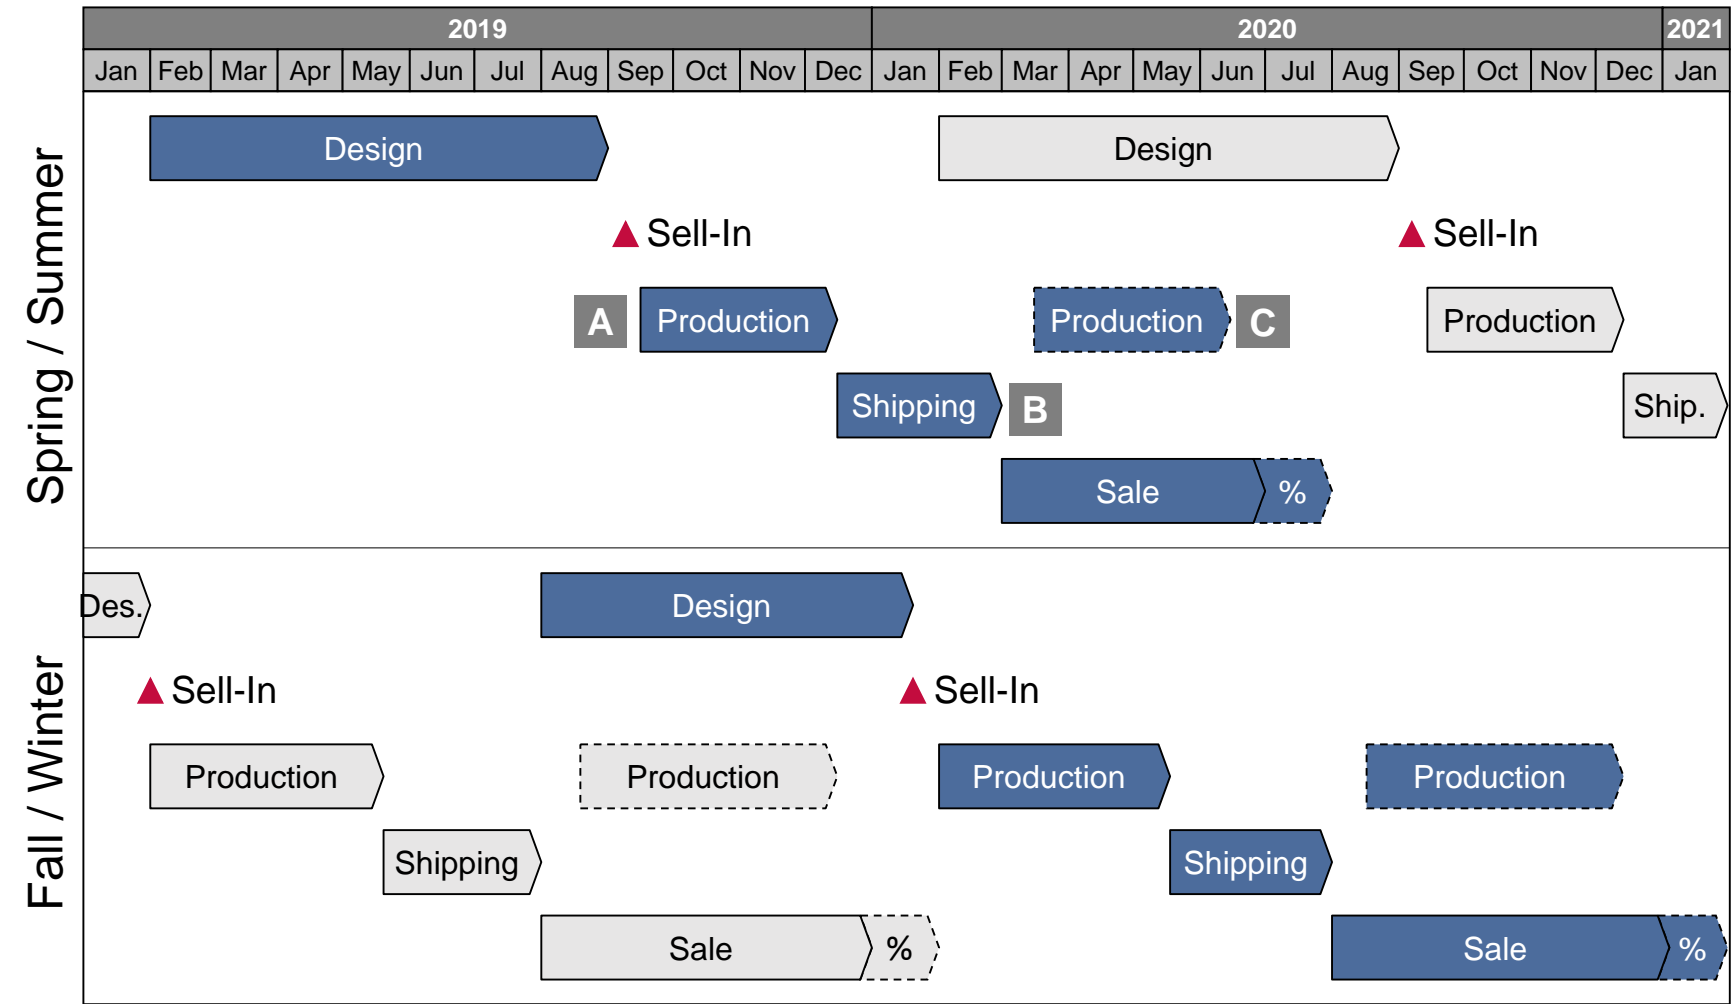 2019 2020 2021
Jan Feb Mar Apr May Jun Jul Aug Sep Oct Nov Dec Jan Feb Mar Apr May Jun Jul Aug Sep Oct Nov Dec Jan
Spring / Summer
Design Design
Sell-In Sell-In
A Production Production C Production
Shipping B Ship.
Sale %
Fall / Winter
Des. Design
Sell-In Sell-In
Production Production Production Production
Shipping Shipping
Sale % Sale %